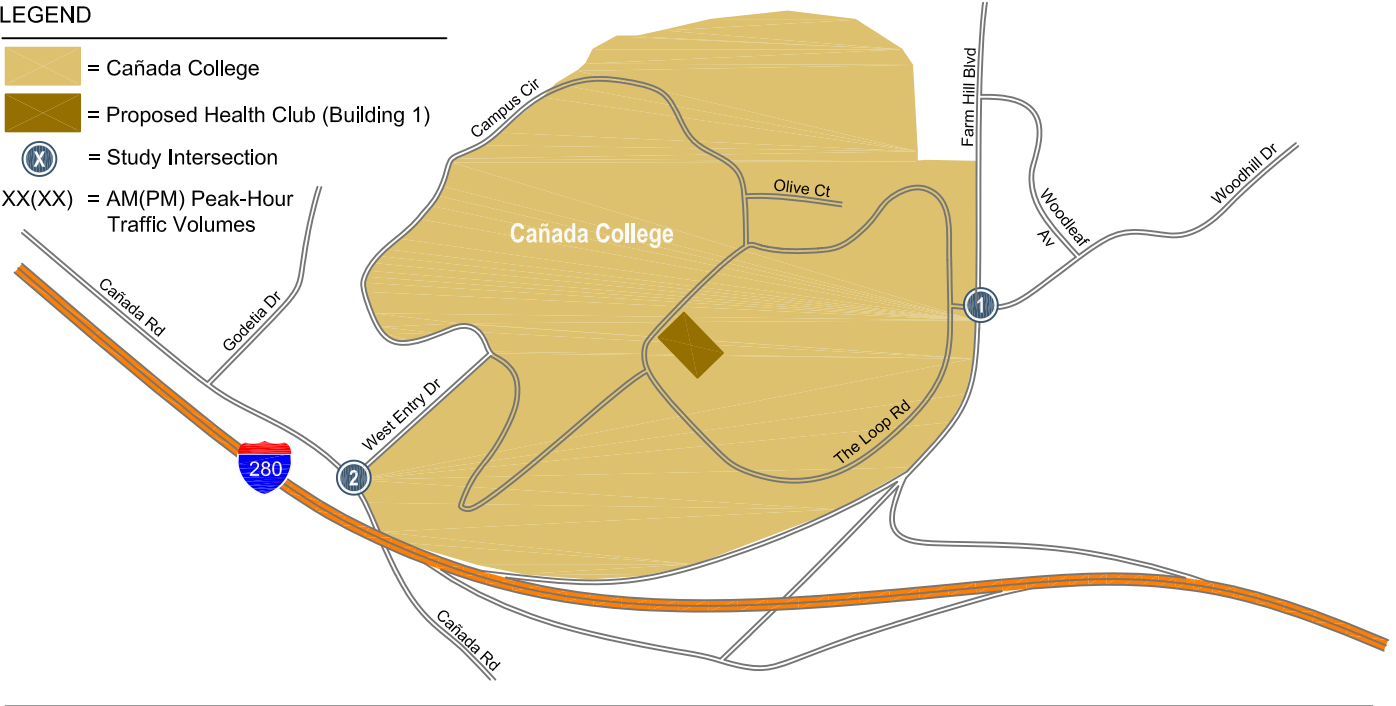 LEGEND
= Cañada College
= Proposed Health Club (Building 1)
X
= Study Intersection
XX(XX) = AM(PM) Peak-Hour
Traffic Volumes
Campus Cir
Farm Hill Blvd
Olive Ct
Woodleaf
Av
Woodhill Dr
Cañada College
Cañada Rd
Godetia Dr
1
West Entry Dr
The Loop Rd
280
2
Cañada Rd